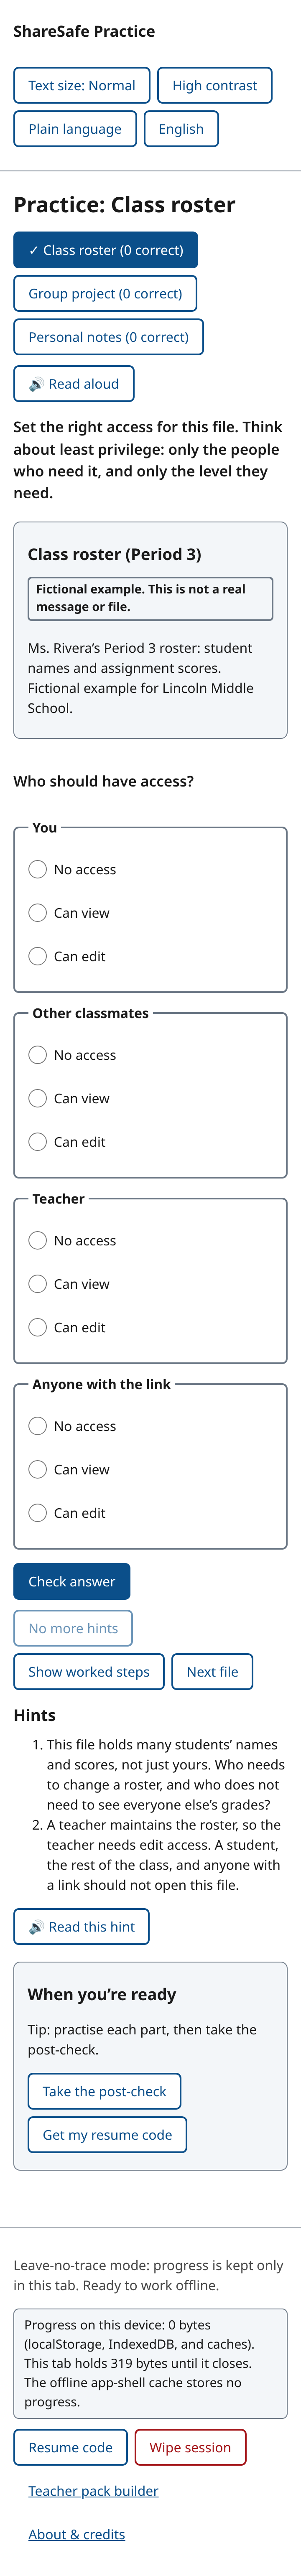 ShareSafe Practice
Text size: Normal
High contrast
Plain language
English
Practice: Class roster
✓ Class roster (0 correct)
Group project (0 correct)
Personal notes (0 correct)
🔊 Read aloud
Set the right access for this file. Think
about least privilege: only the people
who need it, and only the level they
need.
Class roster (Period 3)
Fictional example. This is not a real
message or file.
Ms. Rivera’s Period 3 roster: student
names and assignment scores.
Fictional example for Lincoln Middle
School.
Who should have access?
You
No access
Can view
Can edit
Other classmates
No access
Can view
Can edit
Teacher
No access
Can view
Can edit
Anyone with the link
No access
Can view
Can edit
Check answer
No more hints
Show worked steps
Next file
Hints
1. This file holds many students’ names
and scores, not just yours. Who needs
to change a roster, and who does not
need to see everyone else’s grades?
2. A teacher maintains the roster, so the
teacher needs edit access. A student,
the rest of the class, and anyone with
a link should not open this file.
🔊 Read this hint
When you’re ready
Tip: practise each part, then take the
post-check.
Take the post-check
Get my resume code
Leave-no-trace mode: progress is kept only
in this tab. Ready to work offline.
Progress on this device: 0 bytes
(localStorage, IndexedDB, and caches).
This tab holds 319 bytes until it closes.
The offline app-shell cache stores no
progress.
Resume code
Wipe session
Teacher pack builder
About & credits